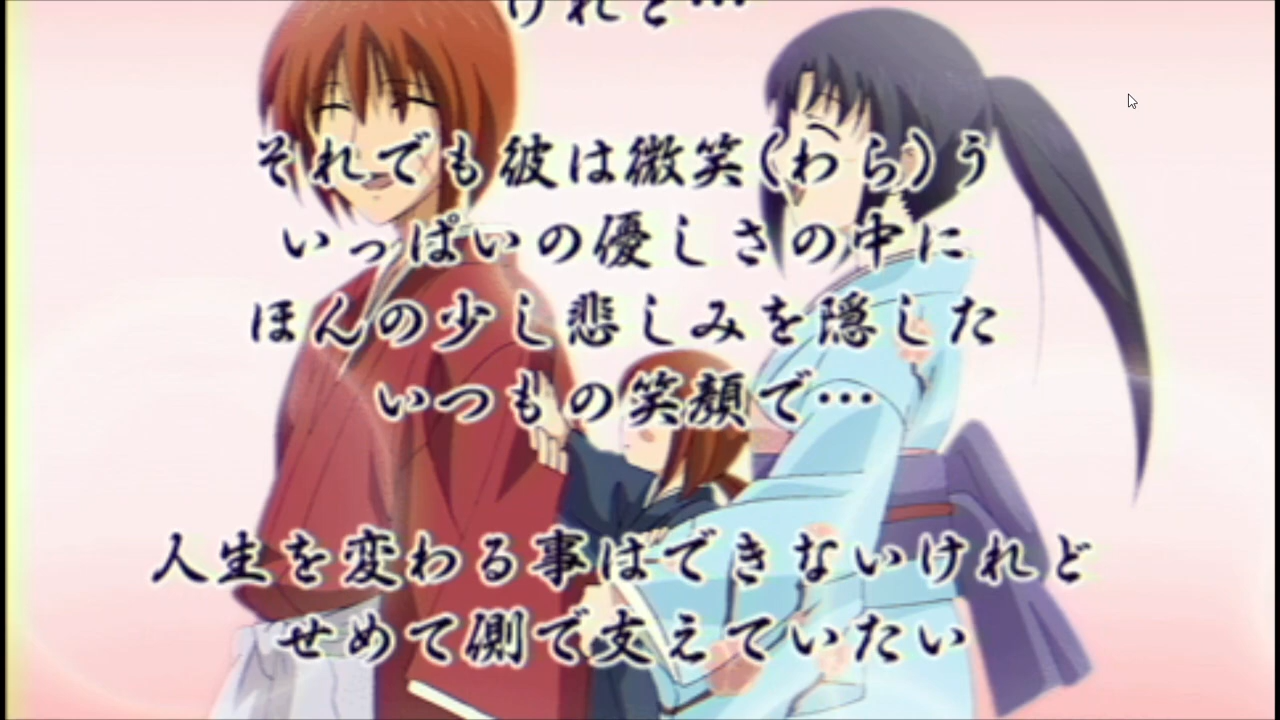 けれど…
それでも彼は微笑(わら)う
いっぱいの優しさの中に
ほんの少し悲しみを隠した
いつもの笑顔で…
人生を変わる事はできないけれど
せめて側で支えていたい